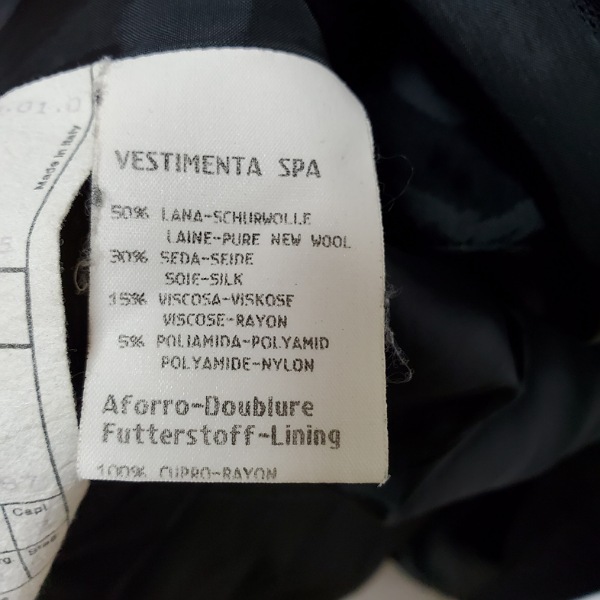 Made in Italy
VESTIMENTA SPA
50% LANA-SCHURWOLLE
LAINE-PURE NEW WOOL
30% SEDA-SEIDE
SOIE-SILK
15% VISCOSA-VISKOSE
VISCOSE-RAYON
5% POLIAMIDA-POLYAMID
POLYAMIDE-NYLON
Aforro-Doublure
Futterstoff-Lining
100% CUPRO-RAYON